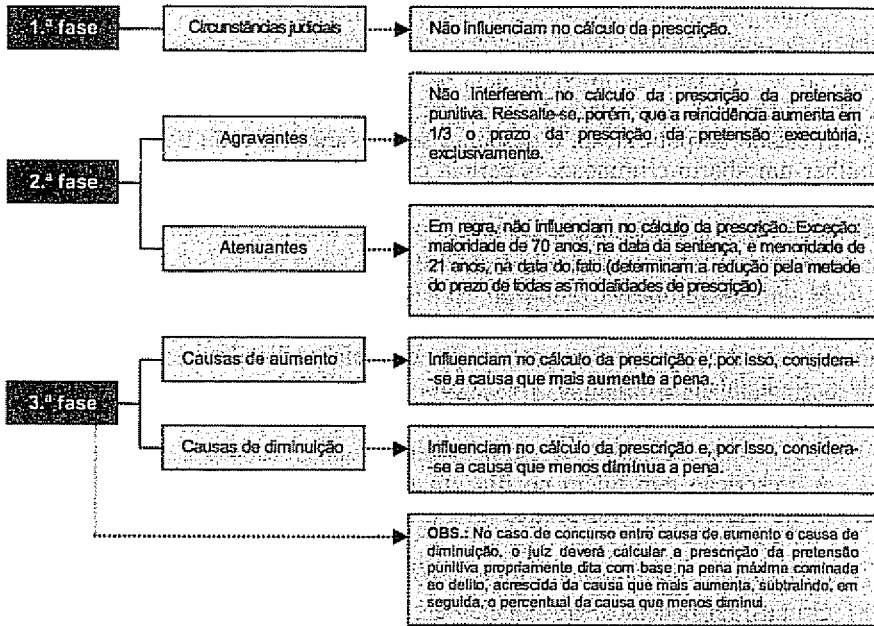 1.ª fase
Circunstâncias judiciais
Não influenciam no cálculo da prescrição.
2.ª fase
Agravantes
Não interferem no cálculo da prescrição da pretensão
punitiva. Ressalte-se, porém, que a reincidência aumenta em
1/3 o prazo da prescrição da pretensão executória,
exclusivamente.
Atenuantes
Em regra, não influenciam no cálculo da prescrição. Exceção:
maioridade de 70 anos, na data da sentença, e menoridade de
21 anos, na data do fato (determinam a redução pela metade
do prazo de todas as modalidades de prescrição).
3.ª fase
Causas de aumento
Influenciam no cálculo da prescrição e, por isso, considera-
-se a causa que mais aumente a pena.
Causas de diminuição
Influenciam no cálculo da prescrição e, por isso, considera-
-se a causa que menos diminua a pena.
OBS.: No caso de concurso entre causa de aumento e causa de
diminuição, o juiz deverá calcular a prescrição da pretensão
punitiva propriamente dita com base na pena máxima cominada
ao delito, acrescida da causa que mais aumenta, subtraindo, em
seguida, o percentual da causa que menos diminui.